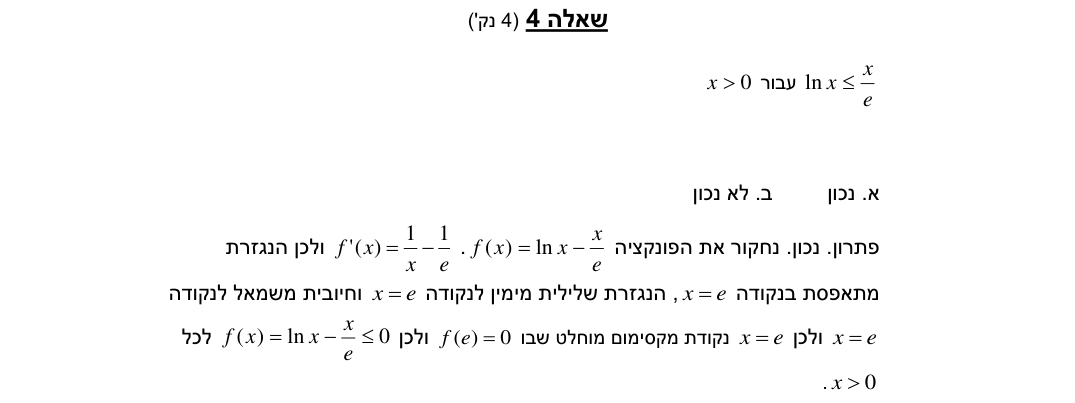 שאלה 4 (4 נק')
ln x ≤ x/e עבור x > 0
א. נכון ב. לא נכון
פתרון. נכון. נחקור את הפונקציה f(x) = ln x − x/e . f'(x) = 1/x − 1/e ולכן הנגזרת
מתאפסת בנקודה x = e , הנגזרת שלילית מימין לנקודה x = e וחיובית משמאל לנקודה
x = e ולכן x = e נקודת מקסימום מוחלט שבו f(e) = 0 ולכן f(x) = ln x − x/e ≤ 0 לכל
x > 0 .